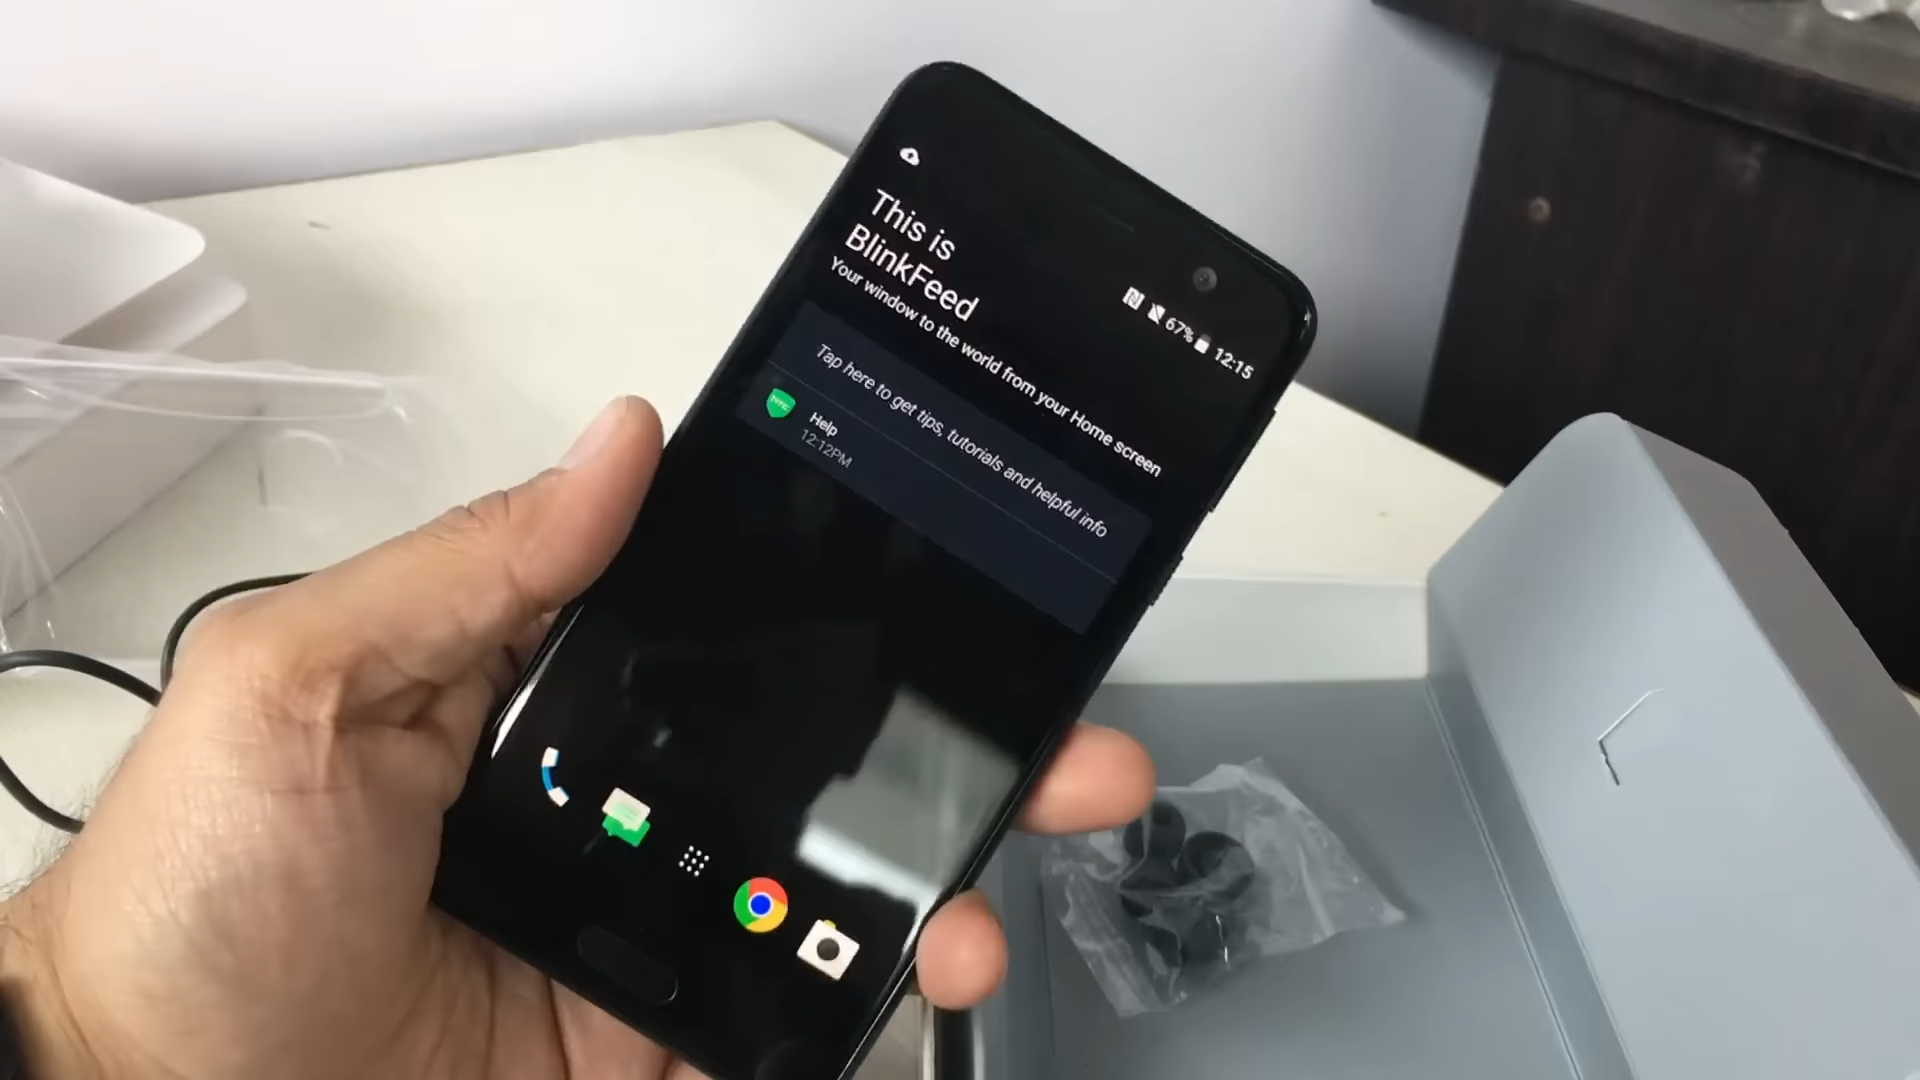 67% 12:15
This is
BlinkFeed
Your window to the world from your Home screen
Tap here to get tips, tutorials and helpful info
hTC
Help
12:12PM